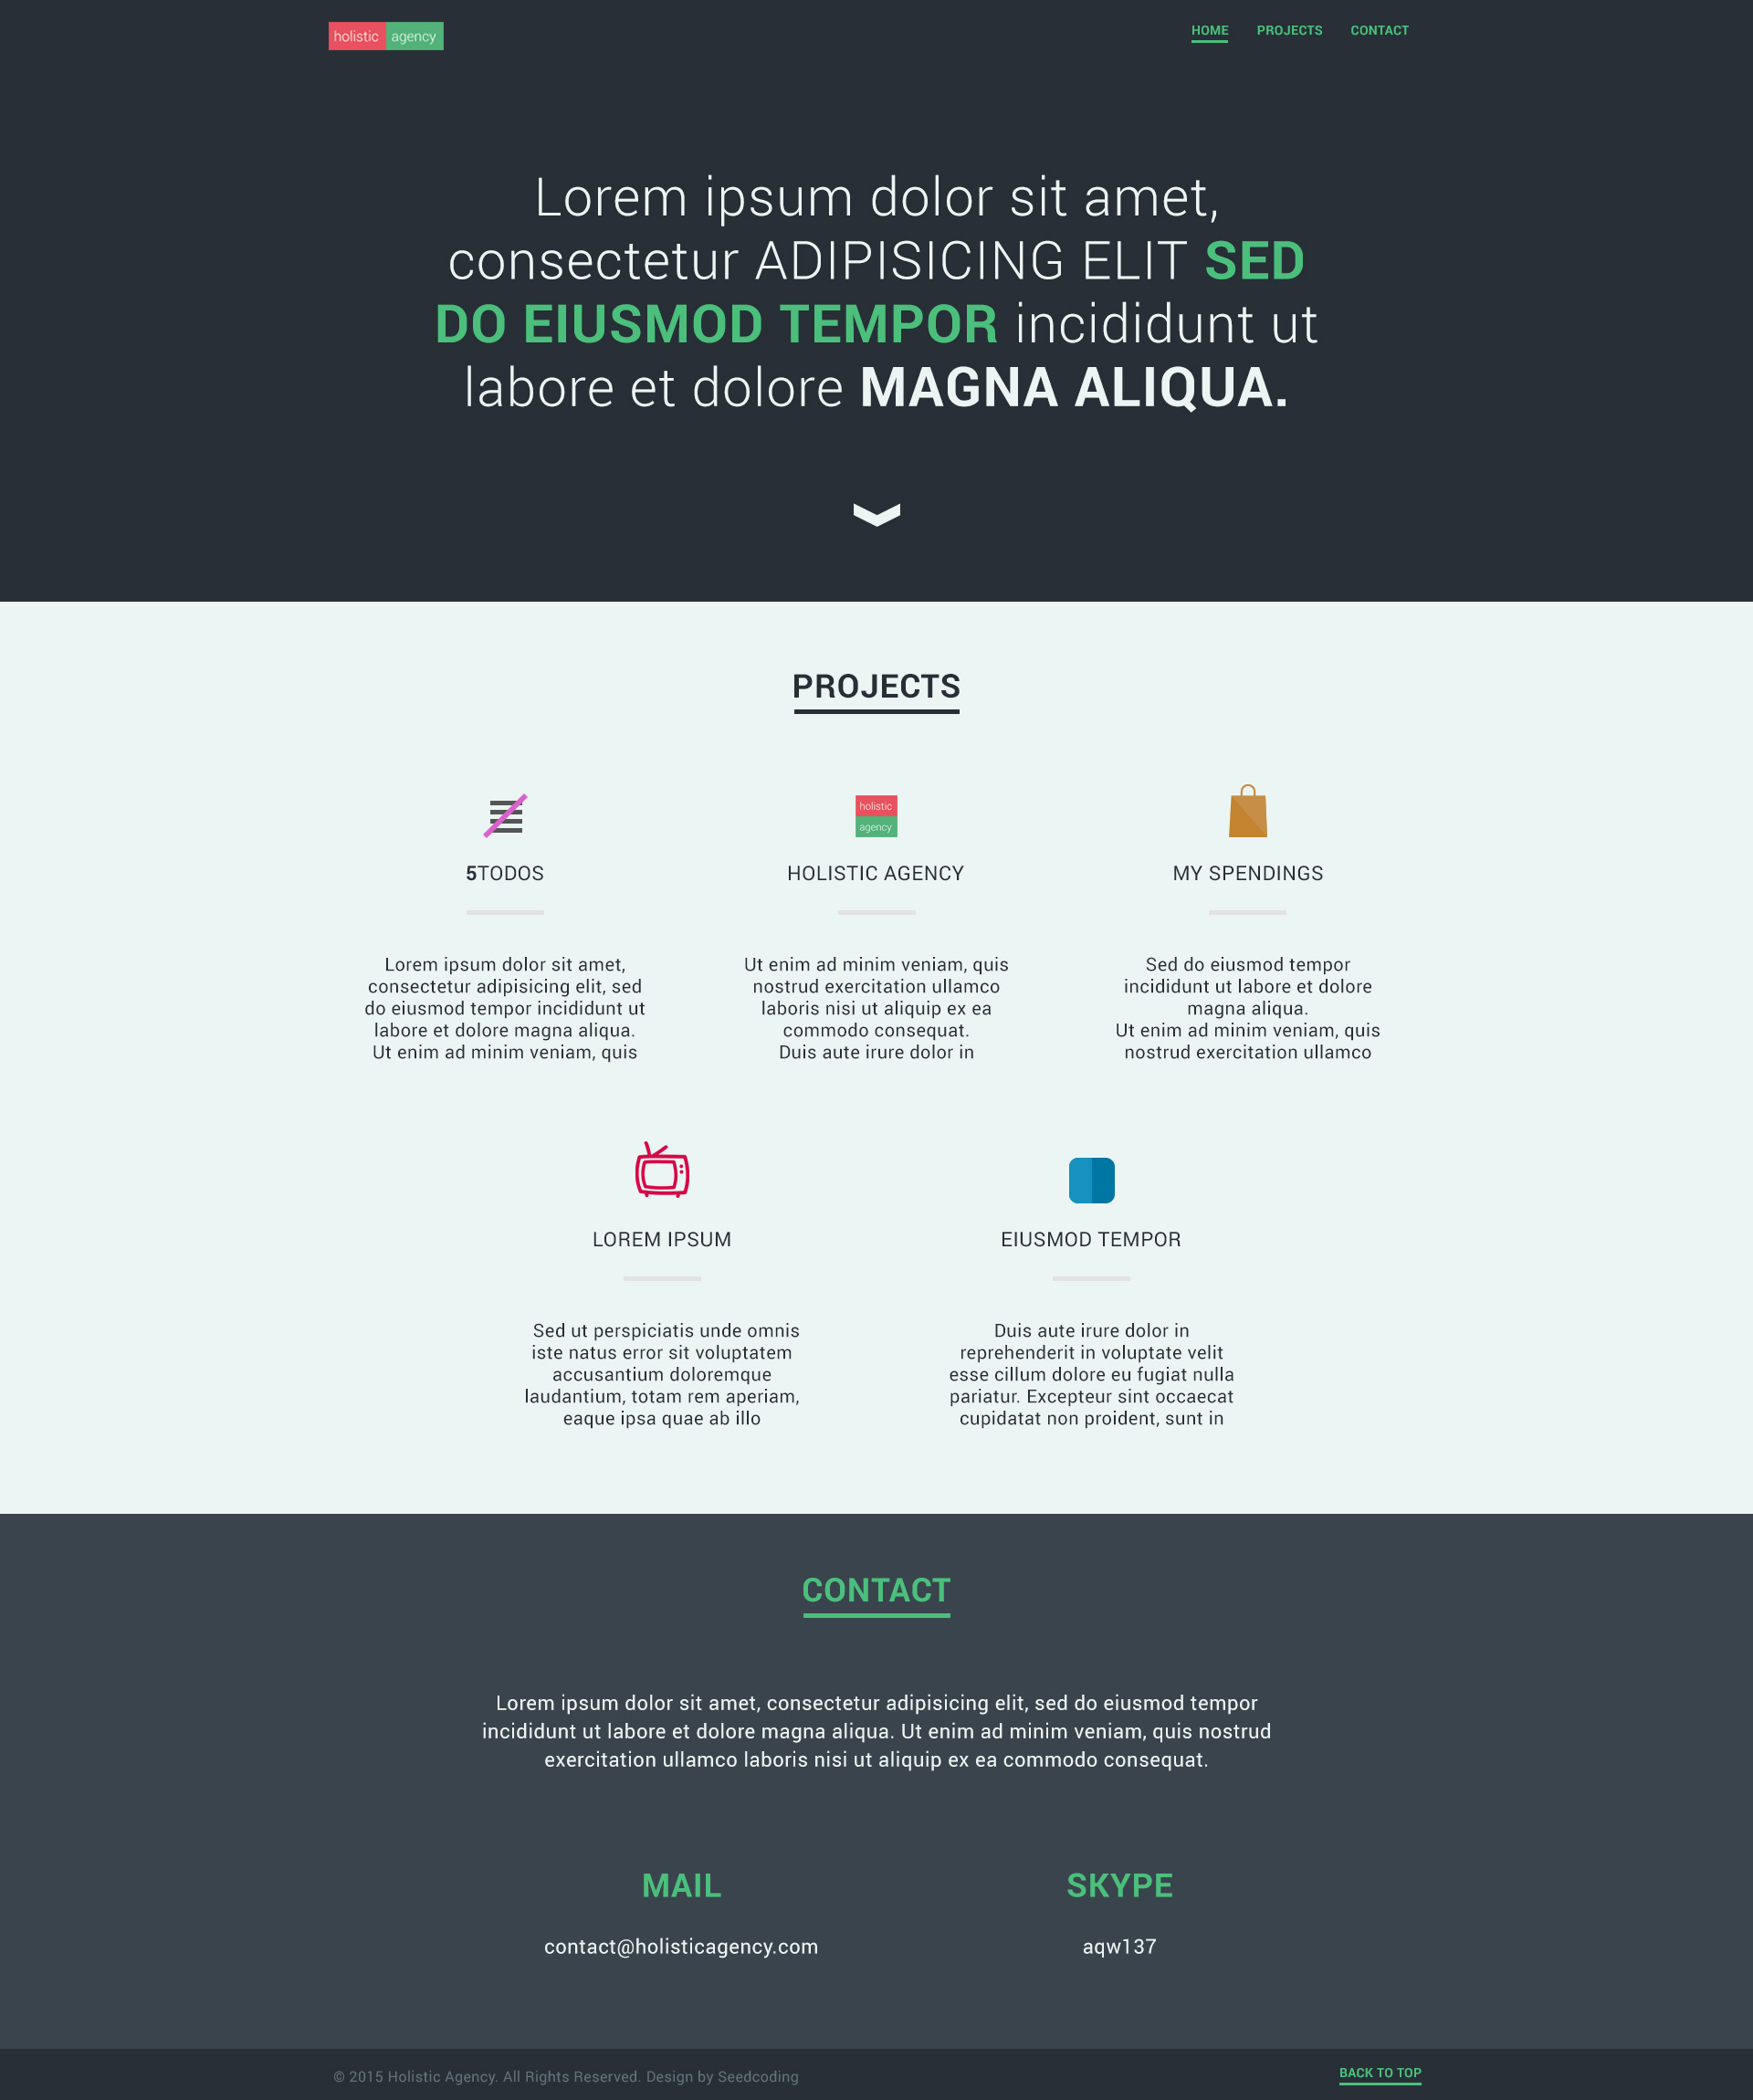 holistic agency
HOME PROJECTS CONTACT
Lorem ipsum dolor sit amet,
consectetur ADIPISICING ELIT SED
DO EIUSMOD TEMPOR incididunt ut
labore et dolore MAGNA ALIQUA.
PROJECTS
5TODOS
Lorem ipsum dolor sit amet,
consectetur adipisicing elit, sed
do eiusmod tempor incididunt ut
labore et dolore magna aliqua.
Ut enim ad minim veniam, quis
holistic
agency
HOLISTIC AGENCY
Ut enim ad minim veniam, quis
nostrud exercitation ullamco
laboris nisi ut aliquip ex ea
commodo consequat.
Duis aute irure dolor in
MY SPENDINGS
Sed do eiusmod tempor
incididunt ut labore et dolore
magna aliqua.
Ut enim ad minim veniam, quis
nostrud exercitation ullamco
LOREM IPSUM
Sed ut perspiciatis unde omnis
iste natus error sit voluptatem
accusantium doloremque
laudantium, totam rem aperiam,
eaque ipsa quae ab illo
EIUSMOD TEMPOR
Duis aute irure dolor in
reprehenderit in voluptate velit
esse cillum dolore eu fugiat nulla
pariatur. Excepteur sint occaecat
cupidatat non proident, sunt in
CONTACT
Lorem ipsum dolor sit amet, consectetur adipisicing elit, sed do eiusmod tempor
incididunt ut labore et dolore magna aliqua. Ut enim ad minim veniam, quis nostrud
exercitation ullamco laboris nisi ut aliquip ex ea commodo consequat.
MAIL
contact@holisticagency.com
SKYPE
aqw137
© 2015 Holistic Agency. All Rights Reserved. Design by Seedcoding
BACK TO TOP